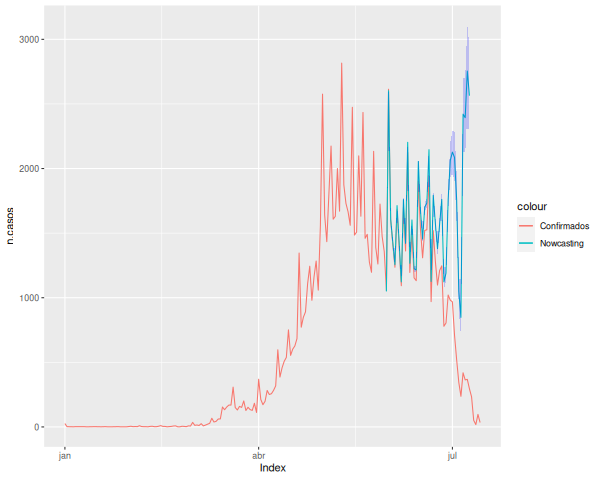 3000
2000
1000
0
n.casos
jan
abr
jul
Index
colour
Confirmados
Nowcasting